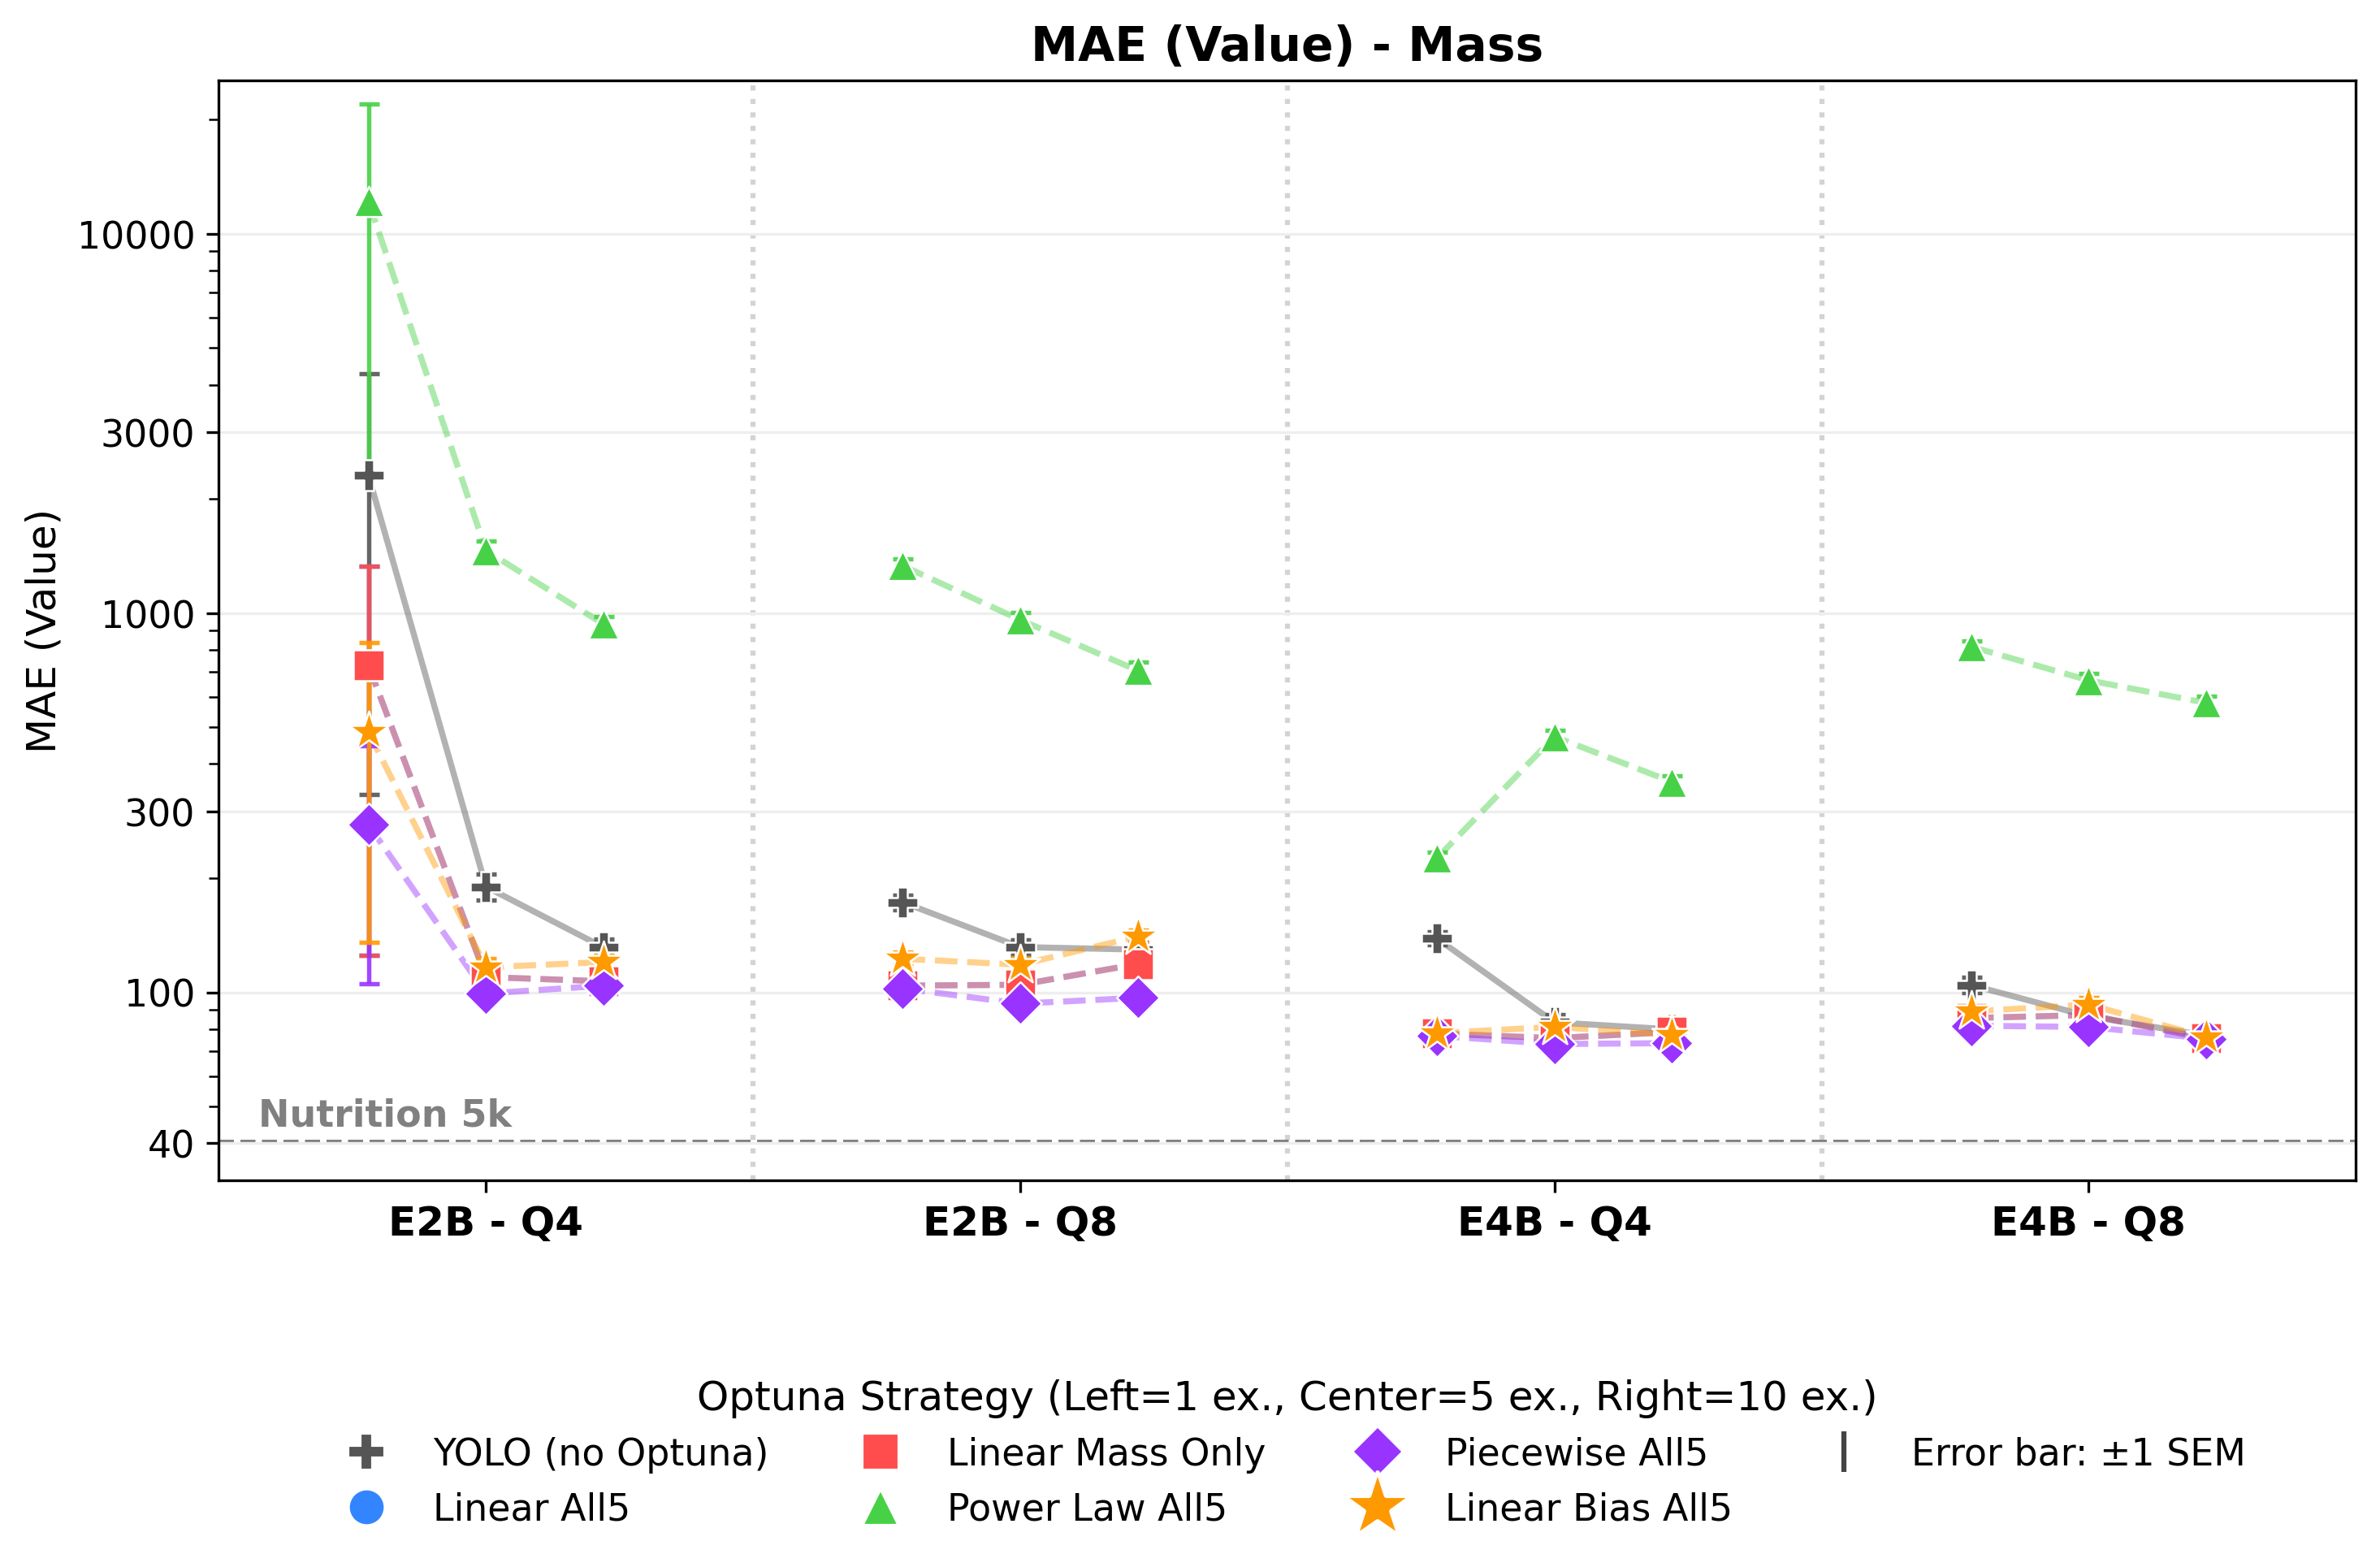 MAE (Value) - Mass
MAE (Value)
10000
3000
1000
300
100
40
Nutrition 5k
E2B - Q4
E2B - Q8
E4B - Q4
E4B - Q8
Optuna Strategy (Left=1 ex., Center=5 ex., Right=10 ex.)
YOLO (no Optuna)
Linear Mass Only
Piecewise All5
Error bar: ±1 SEM
Linear All5
Power Law All5
Linear Bias All5